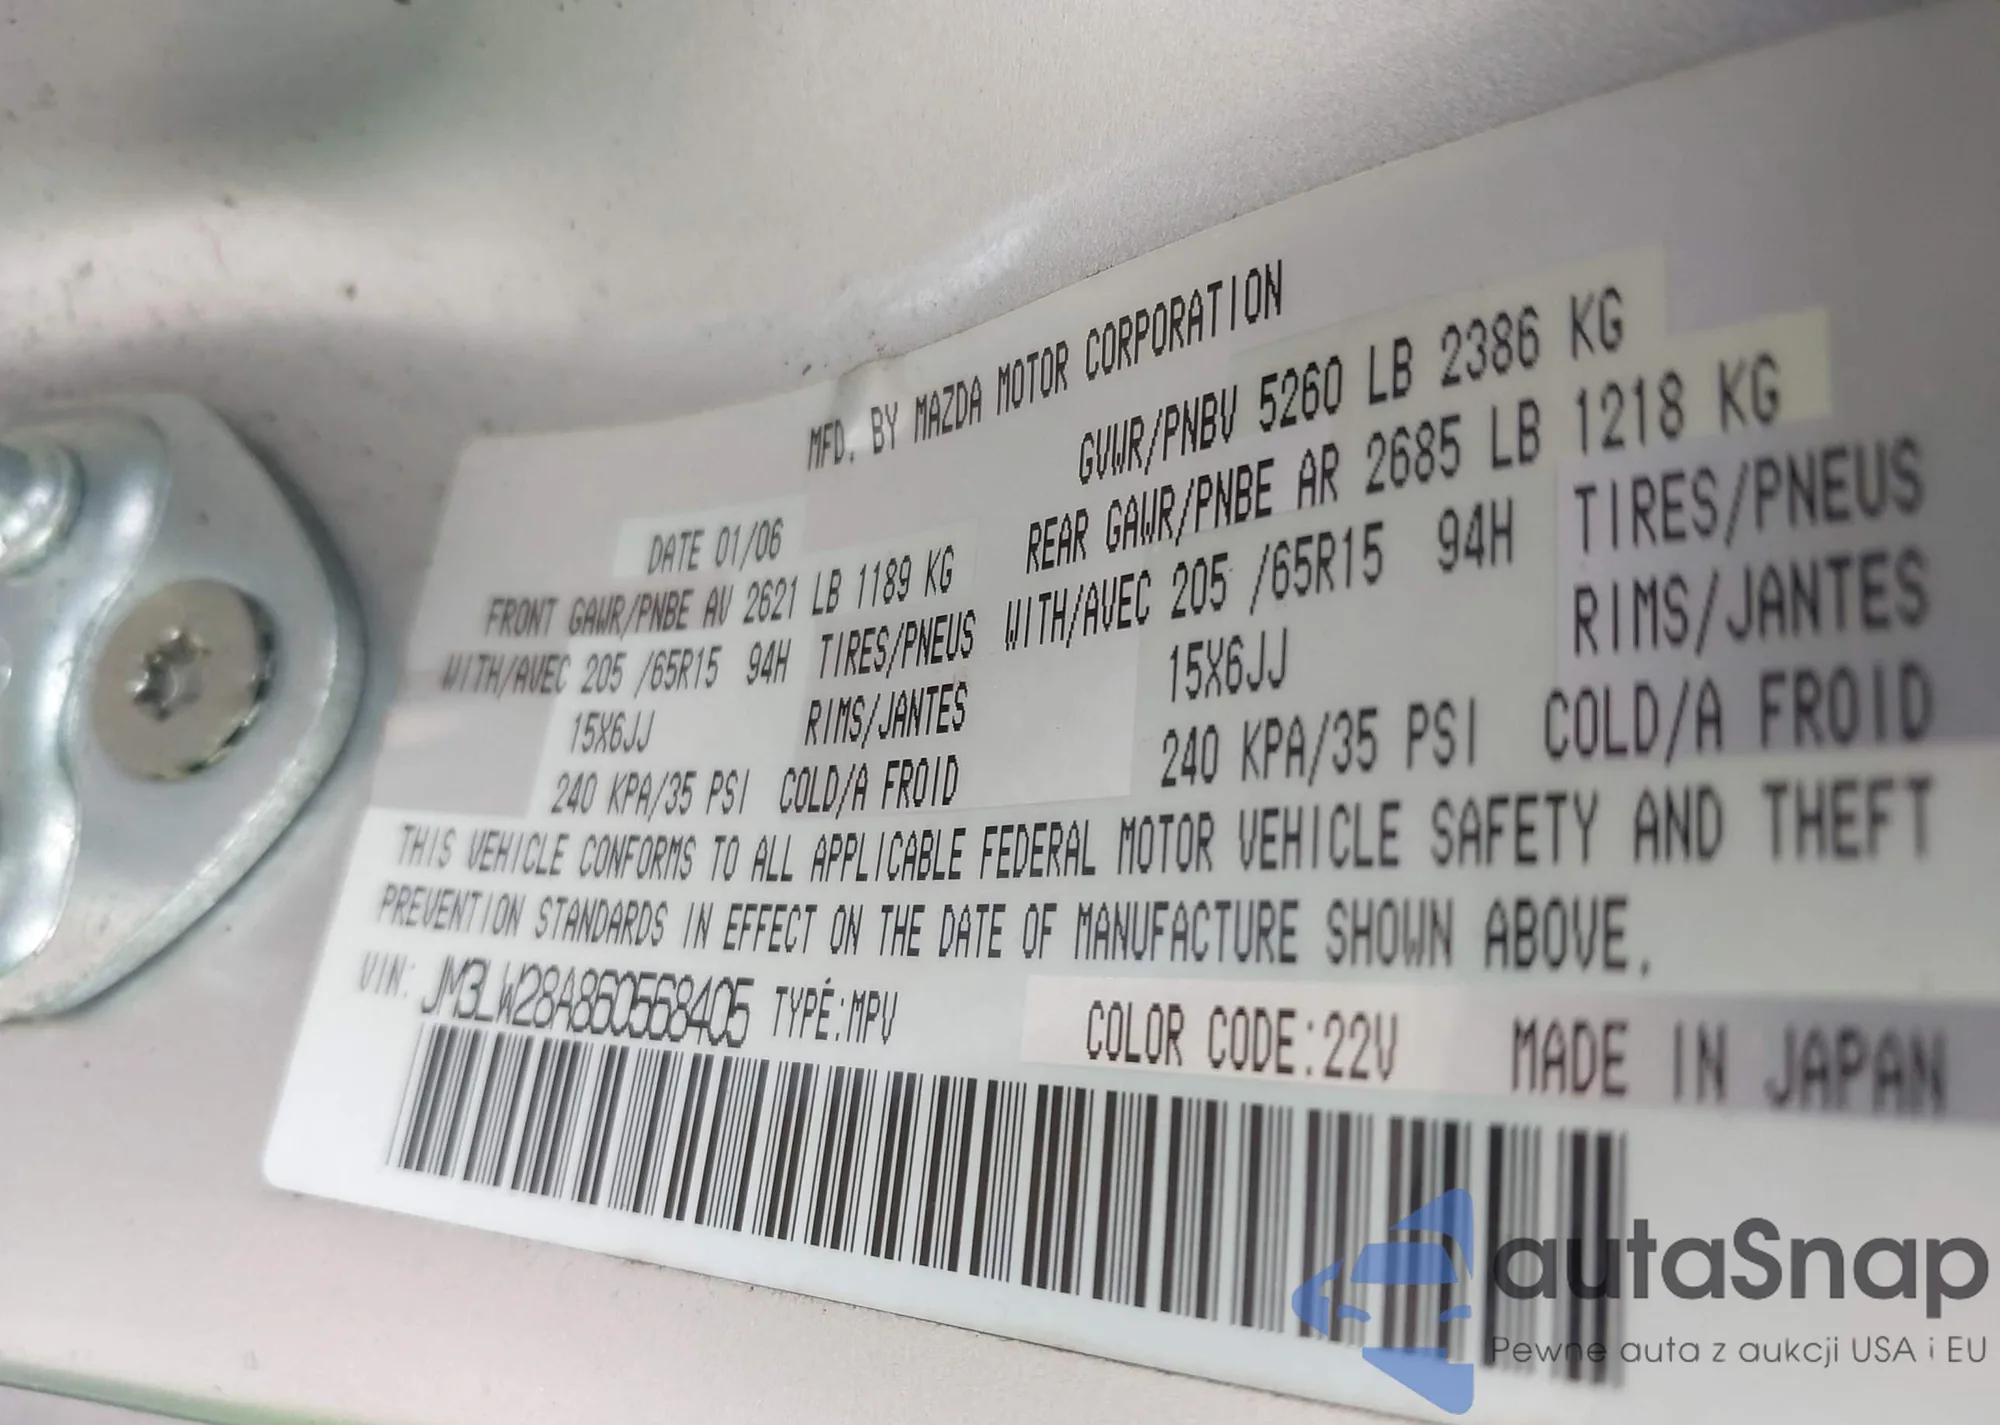 MFD. BY MAZDA MOTOR CORPORATION
DATE 01/06 GVWR/PNBV 5260 LB 2386 KG
FRONT GAWR/PNBE AV 2621 LB 1189 KG REAR GAWR/PNBE AR 2685 LB 1218 KG
WITH/AVEC 205 /65R15 94H TIRES/PNEUS WITH/AVEC 205 /65R15 94H TIRES/PNEUS
15X6JJ RIMS/JANTES 15X6JJ RIMS/JANTES
240 KPA/35 PSI COLD/A FROID 240 KPA/35 PSI COLD/A FROID
THIS VEHICLE CONFORMS TO ALL APPLICABLE FEDERAL MOTOR VEHICLE SAFETY AND THEFT
PREVENTION STANDARDS IN EFFECT ON THE DATE OF MANUFACTURE SHOWN ABOVE.
VIN: JM3LW28A860568405 TYPÉ:MPV COLOR CODE:22V MADE IN JAPAN
autaSnap
Pewne auta z aukcji USA i EU